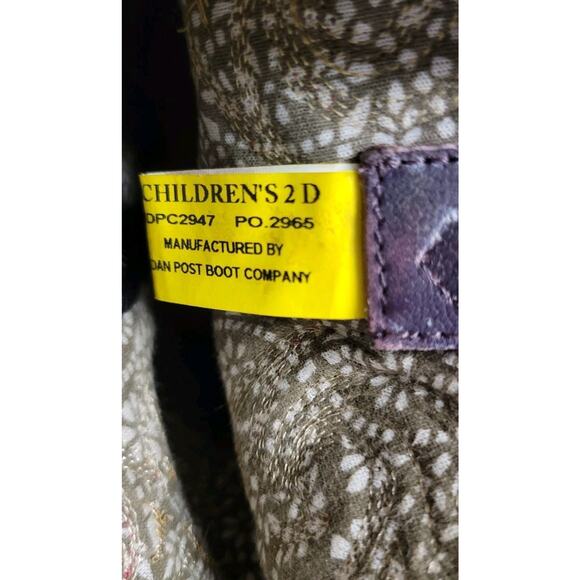 CHILDREN'S 2 D
DPC2947 PO.2965
MANUFACTURED BY
DAN POST BOOT COMPANY